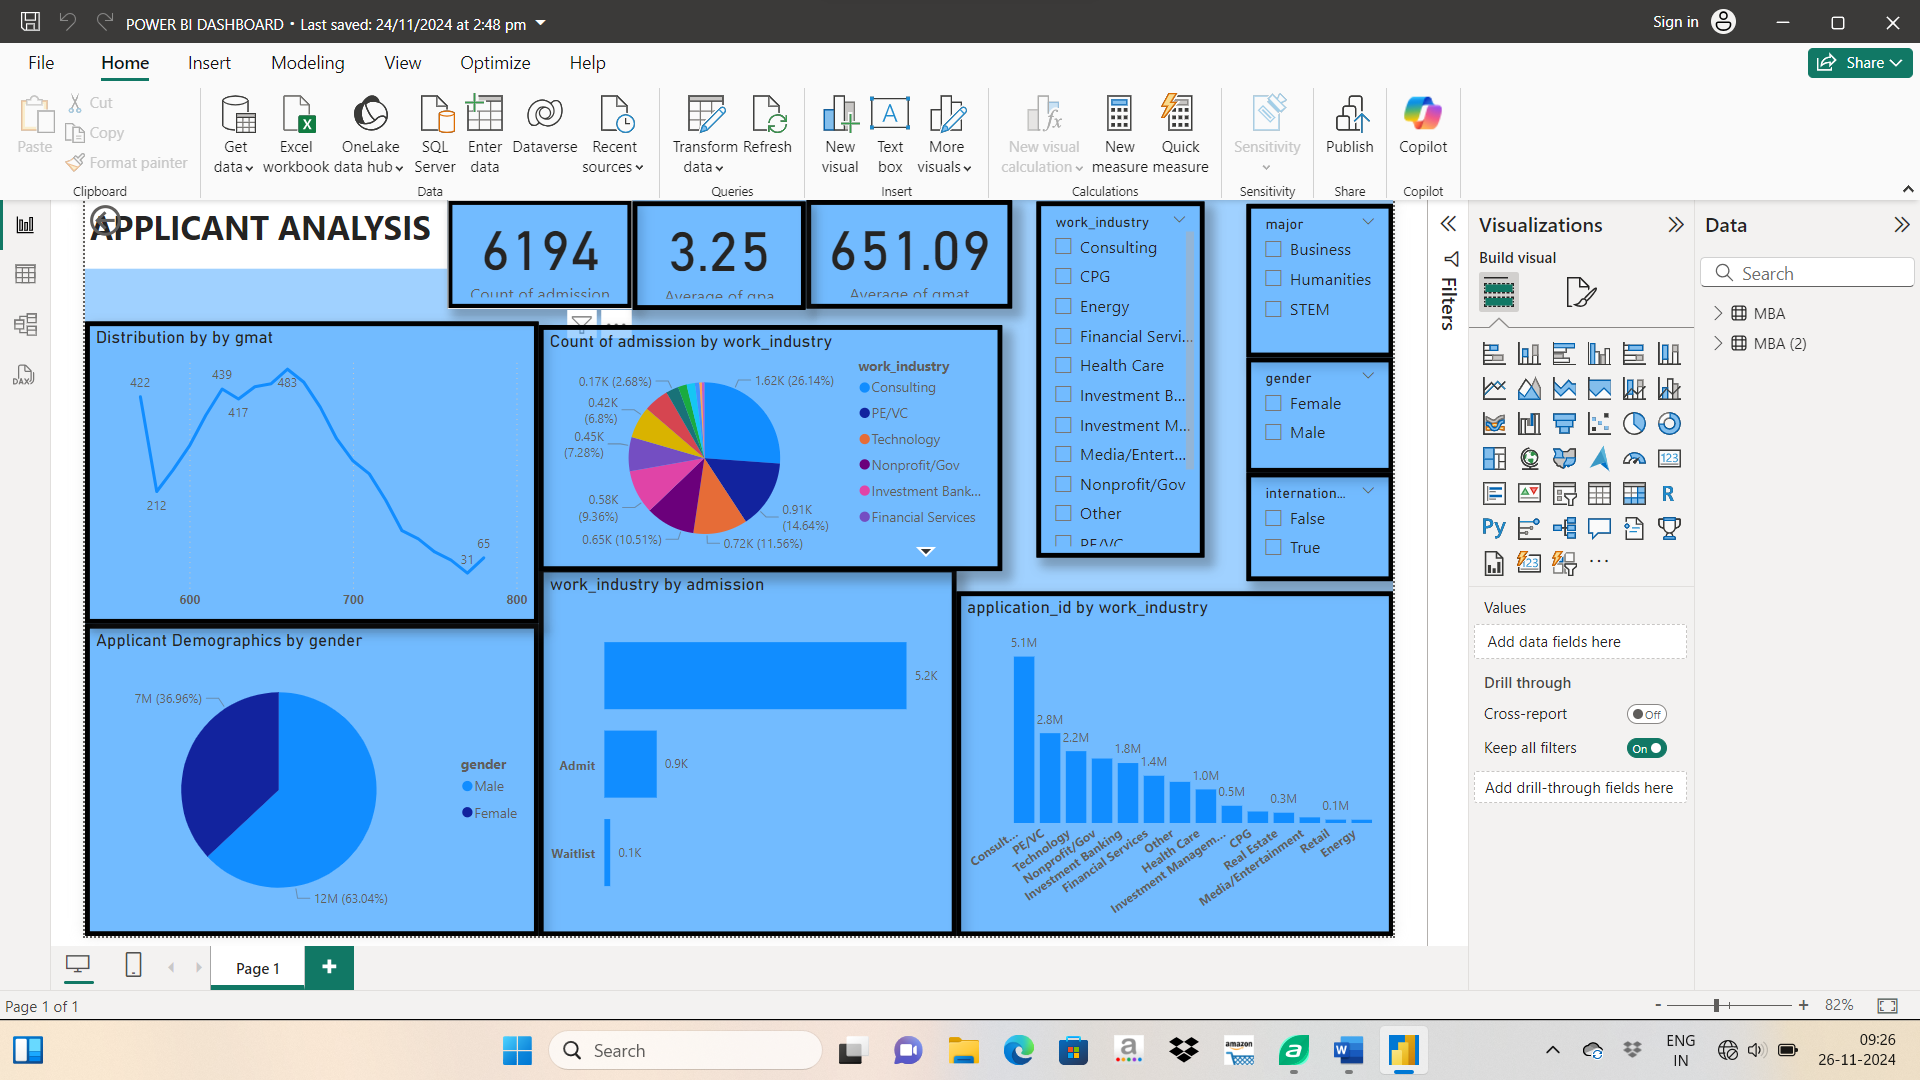 POWER BI DASHBOARD • Last saved: 24/11/2024 at 2:48 pm
Sign in
File
Home
Insert
Modeling
View
Optimize
Help
Share
Paste
Cut
Copy
Format painter
Clipboard
Get data
Excel workbook
OneLake data hub
SQL Server
Enter data
Dataverse
Recent sources
Data
Transform data
Refresh
Queries
New visual
Text box
More visuals
Insert
New visual calculation
New measure
Quick measure
Calculations
Sensitivity
Sensitivity
Publish
Share
Copilot
Copilot
APPLICANT ANALYSIS
6194
Count of admission
3.25
Average of gpa
651.09
Average of gmat
work_industry
Consulting
CPG
Energy
Financial Servi...
Health Care
Investment B...
Investment M...
Media/Entert...
Nonprofit/Gov
Other
PE/VC
major
Business
Humanities
STEM
gender
Female
Male
internation...
False
True
Distribution by by gmat
422
212
439
417
483
31
65
600
700
800
Count of admission by work_industry
0.17K (2.68%)
0.42K
(6.8%)
0.45K
(7.28%)
0.58K
(9.36%)
0.65K (10.51%)
0.72K (11.56%)
0.91K
(14.64%)
1.62K (26.14%)
work_industry
Consulting
PE/VC
Technology
Nonprofit/Gov
Investment Bank...
Financial Services
Applicant Demographics by gender
7M (36.96%)
12M (63.04%)
gender
Male
Female
work_industry by admission
5.2K
Admit
0.9K
Waitlist
0.1K
application_id by work_industry
5.1M
2.8M
2.2M
1.8M
1.4M
1.0M
0.5M
0.3M
0.1M
Consult...
PE/VC
Technology
Nonprofit/Gov
Investment Banking
Financial Services
Other
Health Care
Investment Managem...
CPG
Real Estate
Media/Entertainment
Retail
Energy
Filters
Visualizations
Build visual
123
R
Py
123
...
Values
Add data fields here
Drill through
Cross-report
Off
Keep all filters
On
Add drill-through fields here
Data
Search
MBA
MBA (2)
Page 1
Page 1 of 1
82%
Search
amazon
ENG
IN
09:26
26-11-2024